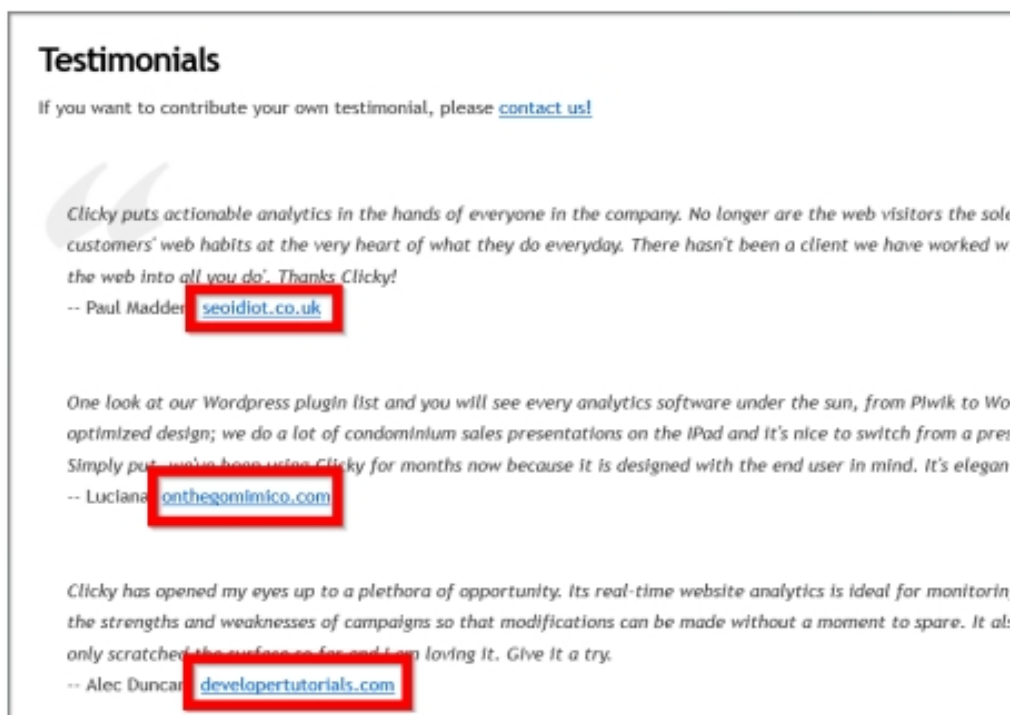 Testimonials
If you want to contribute your own testimonial, please contact us!
Clicky puts actionable analytics in the hands of everyone in the company. No longer are the web visitors the sole
customers' web habits at the very heart of what they do everyday. There hasn't been a client we have worked
the web into all you do'. Thanks Clicky!
-- Paul Madden seoidiot.co.uk
One look at our Wordpress plugin list and you will see every analytics software under the sun, from Piwik to
optimized design; we do a lot of condominium sales presentations on the iPad and it's nice to switch from a
Simply put, we've been using Clicky for months now because it is designed with the end user in mind. It's
-- Luciana onthegomimico.com
Clicky has opened my eyes up to a plethora of opportunity. Its real-time website analytics is ideal for
the strengths and weaknesses of campaigns so that modifications can be made without a moment to spare. It
only scratched the surface so far and I am loving it. Give it a try.
-- Alec Duncan developertutorials.com